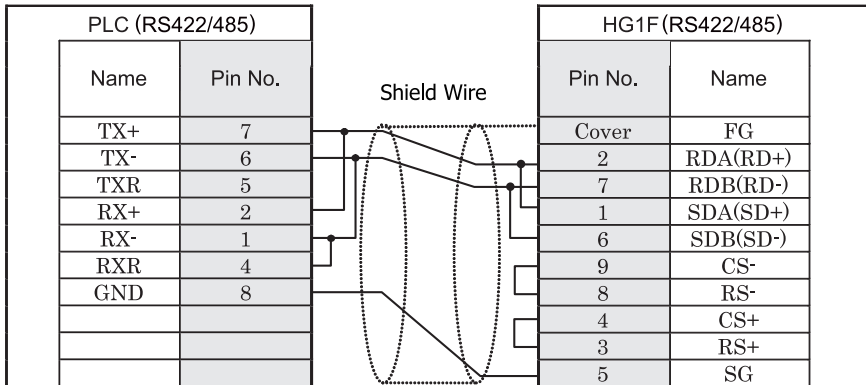 PLC (RS422/485)
HG1F(RS422/485)
Name Pin No.
Shield Wire
Pin No. Name
TX+ 7
Cover FG
TX- 6
2 RDA(RD+)
TXR 5
7 RDB(RD-)
RX+ 2
1 SDA(SD+)
RX- 1
6 SDB(SD-)
RXR 4
9 CS-
GND 8
8 RS-
4 CS+
3 RS+
5 SG